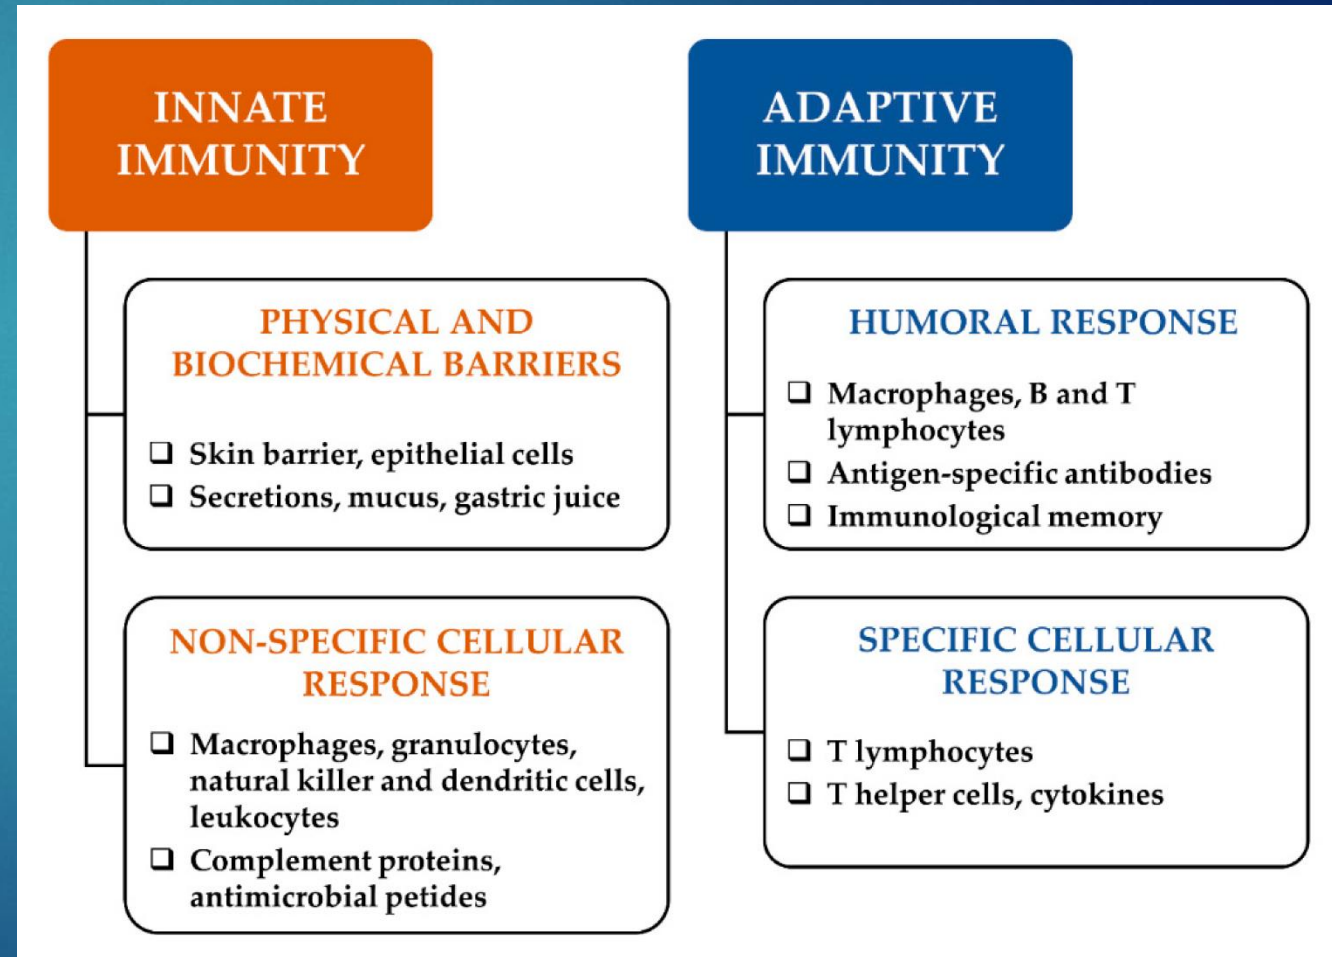 INNATE
IMMUNITY
PHYSICAL AND
BIOCHEMICAL BARRIERS
❑ Skin barrier, epithelial cells
❑ Secretions, mucus, gastric juice
NON-SPECIFIC CELLULAR
RESPONSE
❑ Macrophages, granulocytes,
natural killer and dendritic cells,
leukocytes
❑ Complement proteins,
antimicrobial petides
ADAPTIVE
IMMUNITY
HUMORAL RESPONSE
❑ Macrophages, B and T
lymphocytes
❑ Antigen-specific antibodies
❑ Immunological memory
SPECIFIC CELLULAR
RESPONSE
❑ T lymphocytes
❑ T helper cells, cytokines